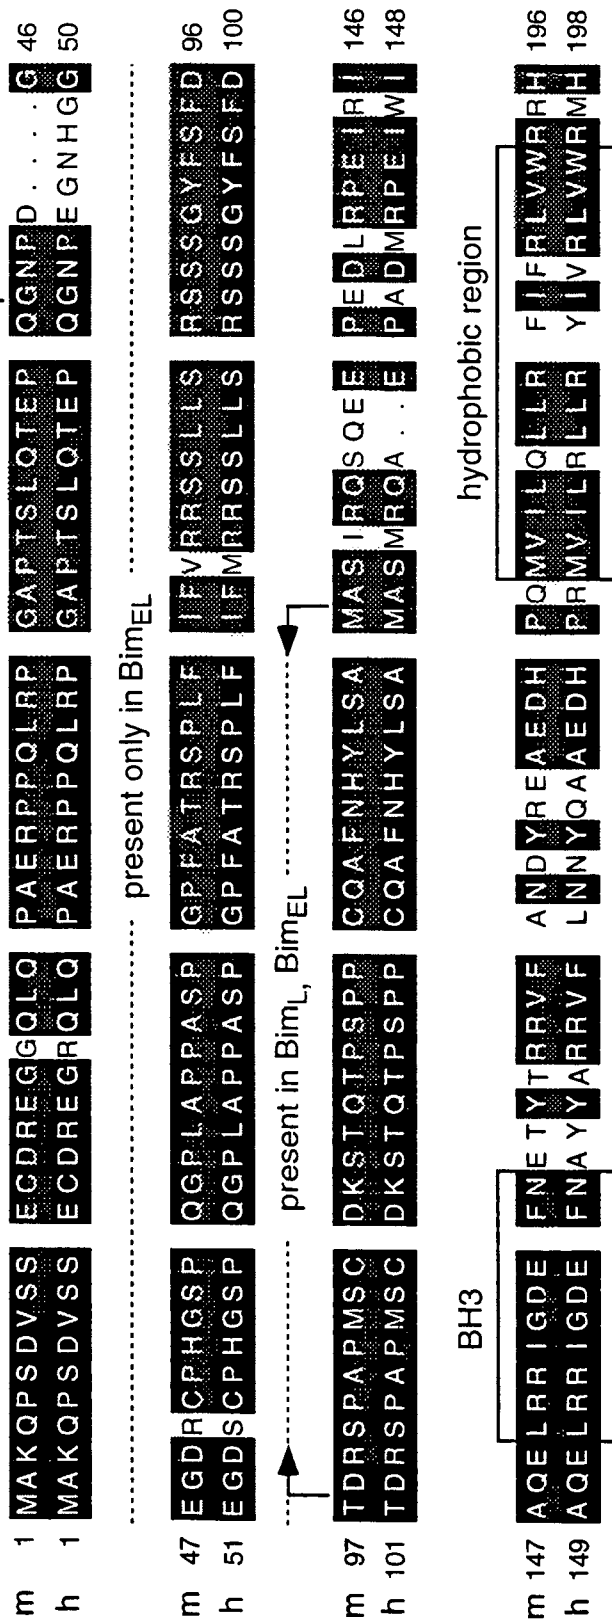 m 1 MAKQPSDVSS ECDREGGQLQ PAERPPQLRP GAPTSLQTEP QGNPD....G 46
h 1 MAKQPSDVSS ECDREGRQLQ PAERPPQLRP GAPTSLQTEP QGNPEGNHGG 50
present only in BimEL
m 47 EGDRCPHGSP QGPLAPPASP GPFATRSPLF IFVRRSSLLS RSSSGYFSFD 96
h 51 EGDSCPHGSP QGPLAPPASP GPFATRSPLF IFMRRSSLLS RSSSGYFSFD 100
present in BimL, BimEL
m 97 TDRSPAPMSC DKSTQTPSPP CQAFNHYLSA MASIRQSQEE PEDLRPEIRI 146
h 101 TDRSPAPMSC DKSTQTPSPP CQAFNHYLSA MASMRQA..E PADMRPEIWI 148
BH3 hydrophobic region
m 147 AQELRRIGDE FNETYTRRVF ANDYREAEDH PQMVILQLLR FIFRLVWRRH 196
h 149 AQELRRIGDE FNAYYARRVF LNNYQAAEDH PRMVILRLLR YIVRLVWRMH 198